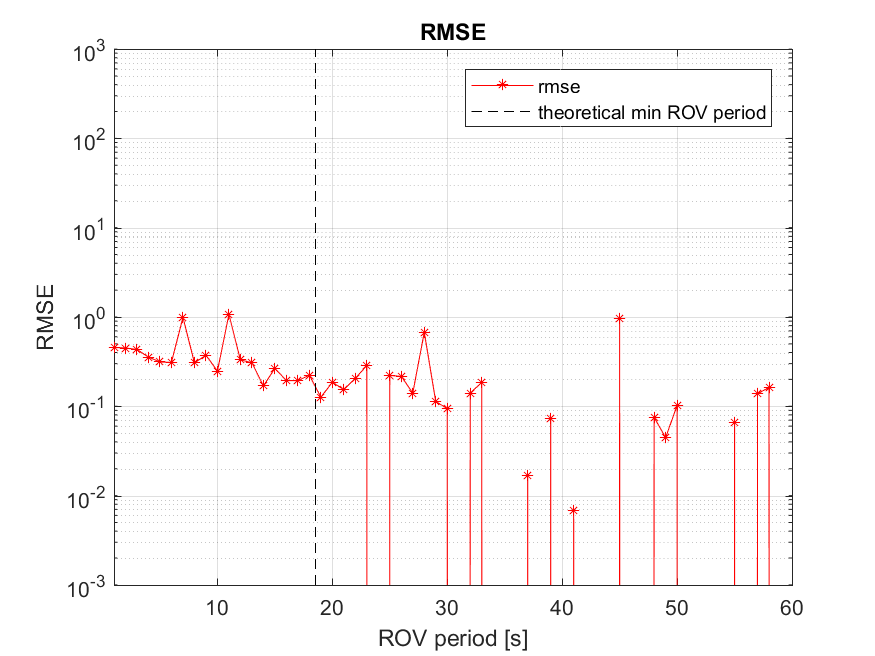 RMSE
10^3
10^2
10^1
10^0
10^-1
10^-2
10^-3
RMSE
rmse
theoretical min ROV period
10
20
30
40
50
60
ROV period [s]